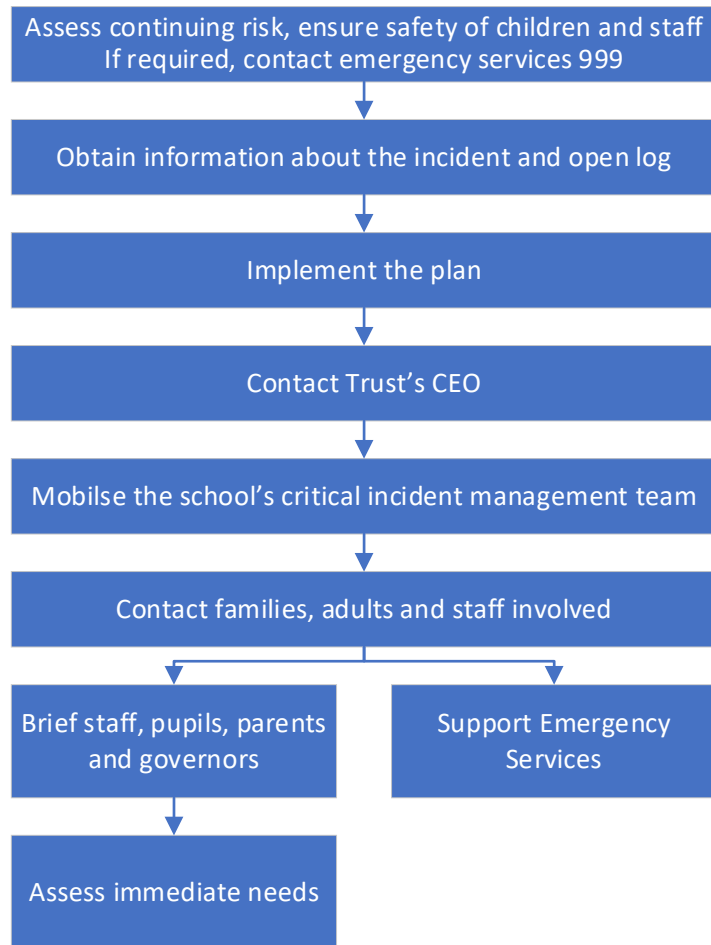 Assess continuing risk, ensure safety of children and staff
If required, contact emergency services 999
Obtain information about the incident and open log
Implement the plan
Contact Trust’s CEO
Mobilse the school’s critical incident management team
Contact families, adults and staff involved
Brief staff, pupils, parents
and governors
Support Emergency
Services
Assess immediate needs